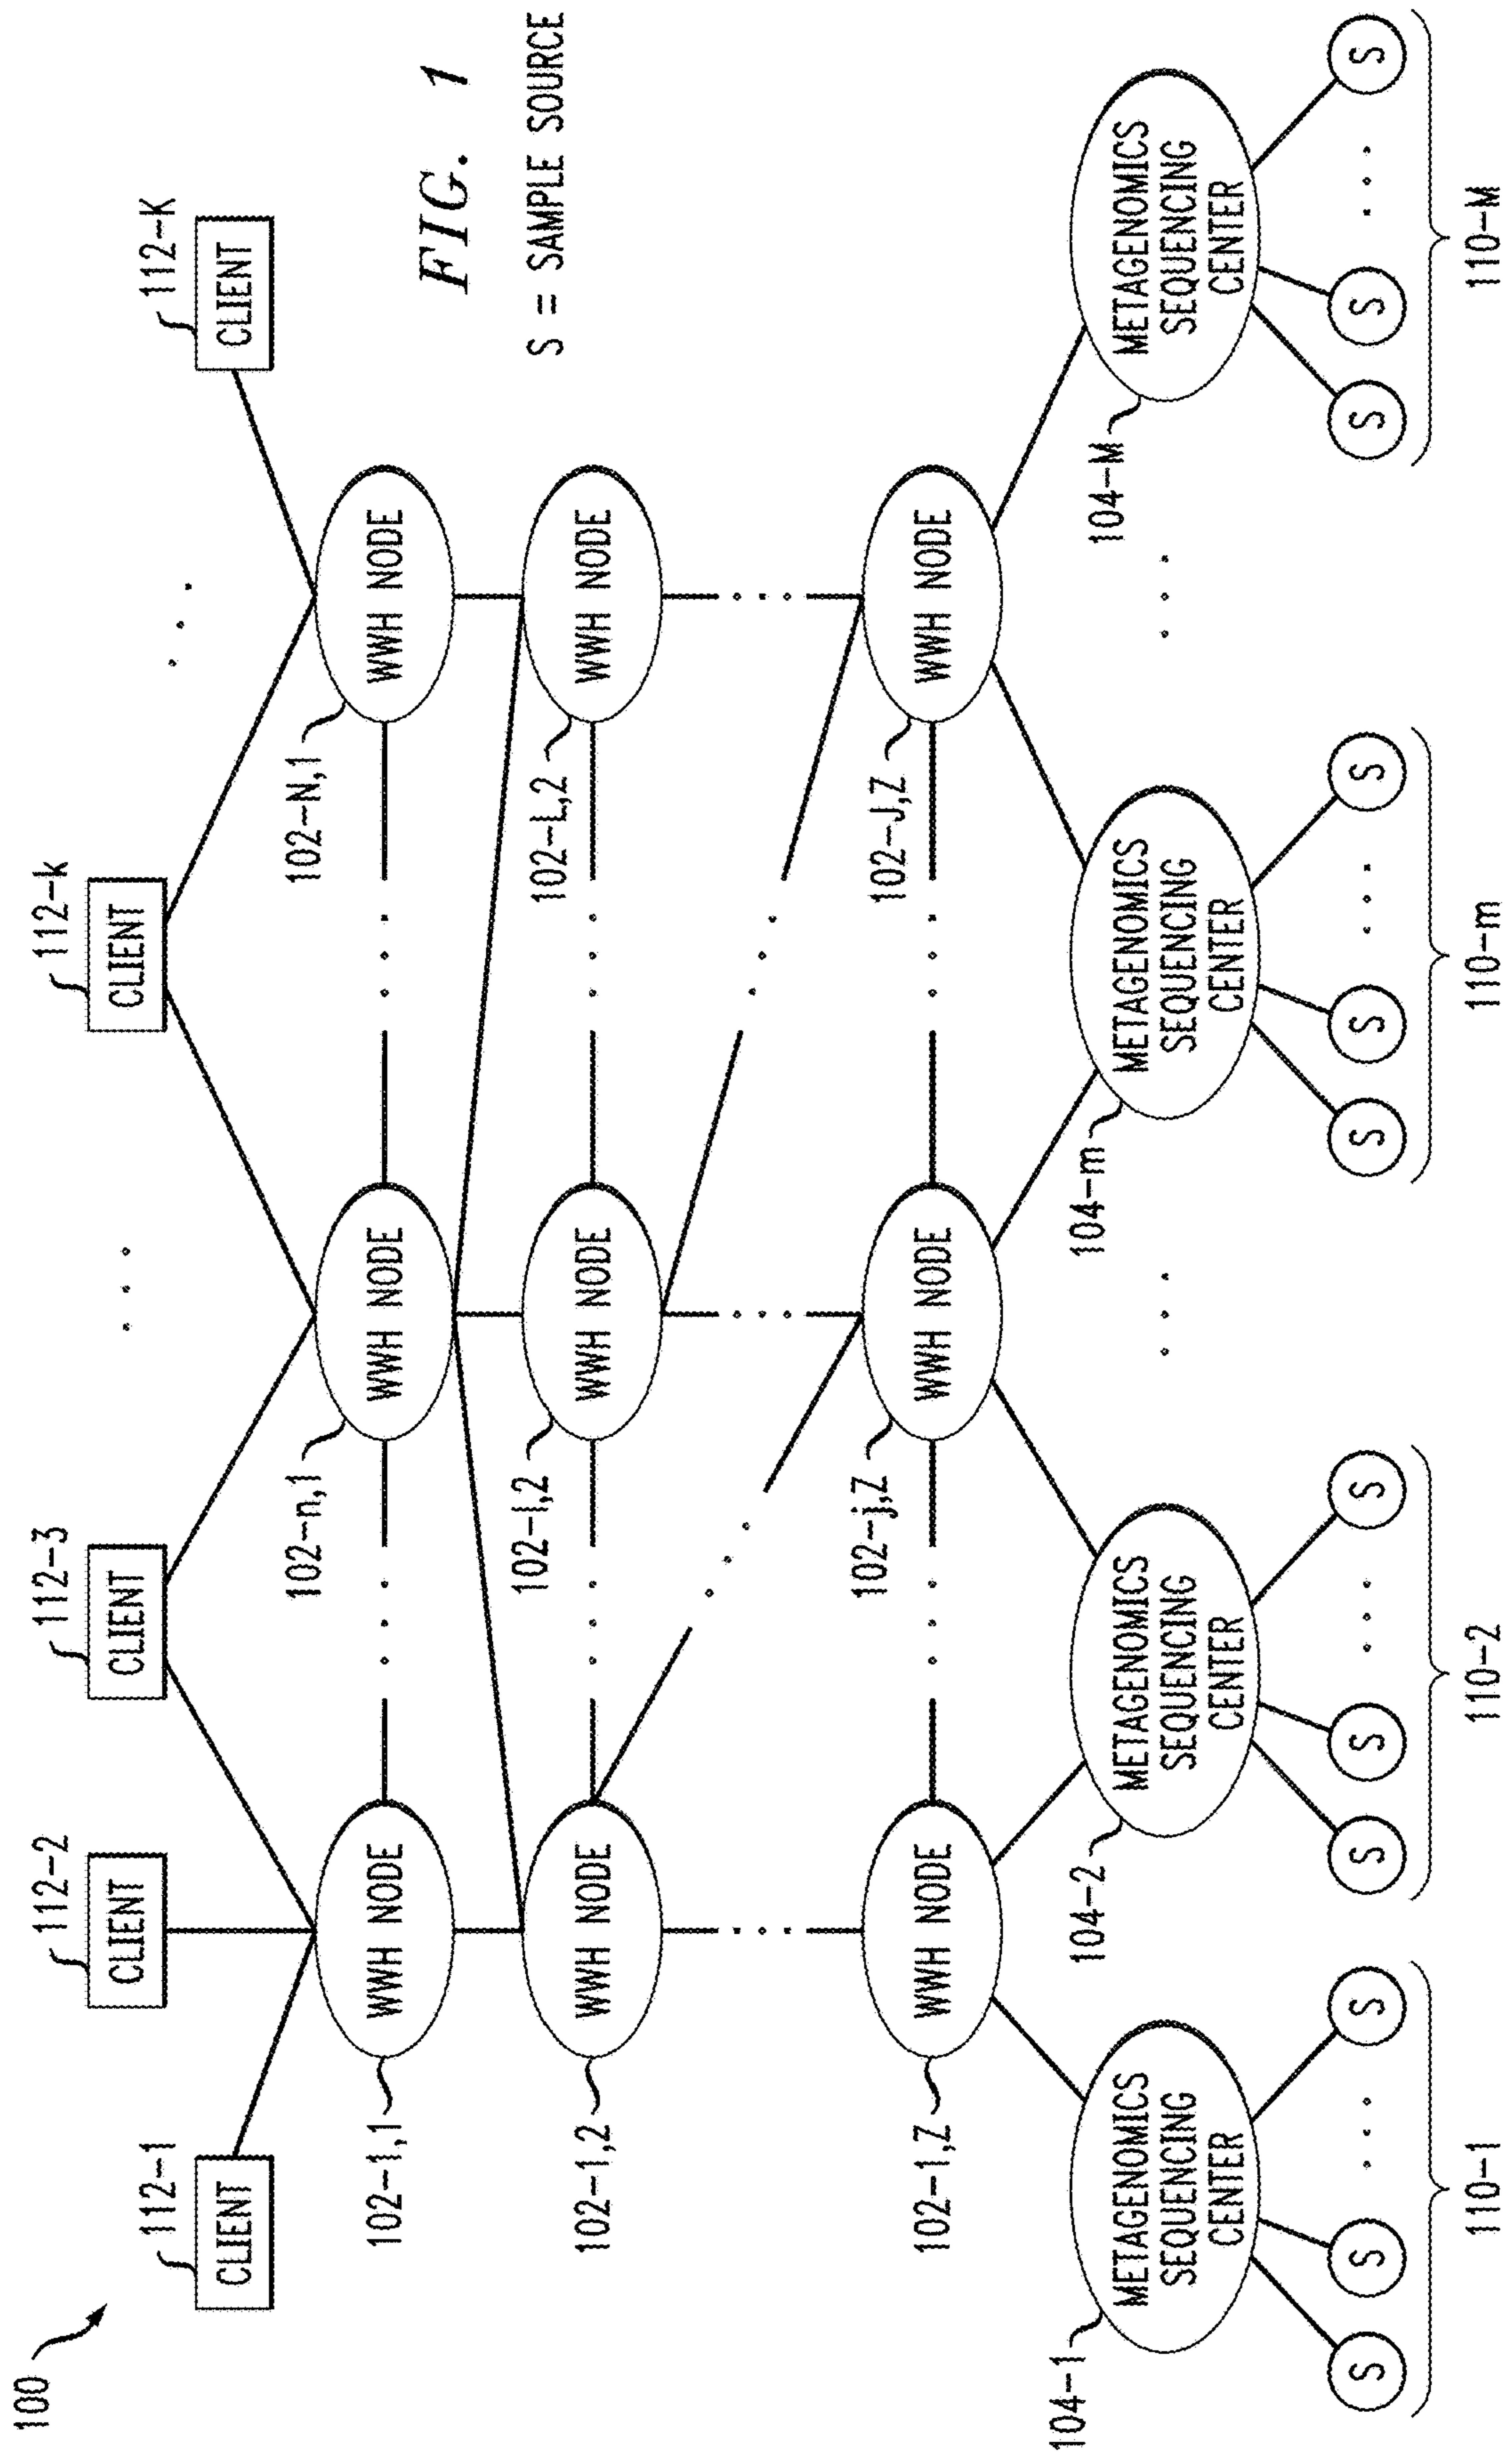 100
112-1
CLIENT
112-2
CLIENT
112-3
CLIENT
112-k
CLIENT
112-K
CLIENT
FIG. 1
S = SAMPLE SOURCE
102-1,1
WWH NODE
102-n,1
WWH NODE
102-N,1
WWH NODE
102-1,2
WWH NODE
102-l,2
WWH NODE
102-L,2
WWH NODE
102-1,Z
WWH NODE
102-j,Z
WWH NODE
102-J,Z
WWH NODE
104-1
METAGENOMICS
SEQUENCING
CENTER
104-2
METAGENOMICS
SEQUENCING
CENTER
104-m
METAGENOMICS
SEQUENCING
CENTER
104-M
METAGENOMICS
SEQUENCING
CENTER
S S S
S S S
S S S
S S S
110-1
110-2
110-m
110-M